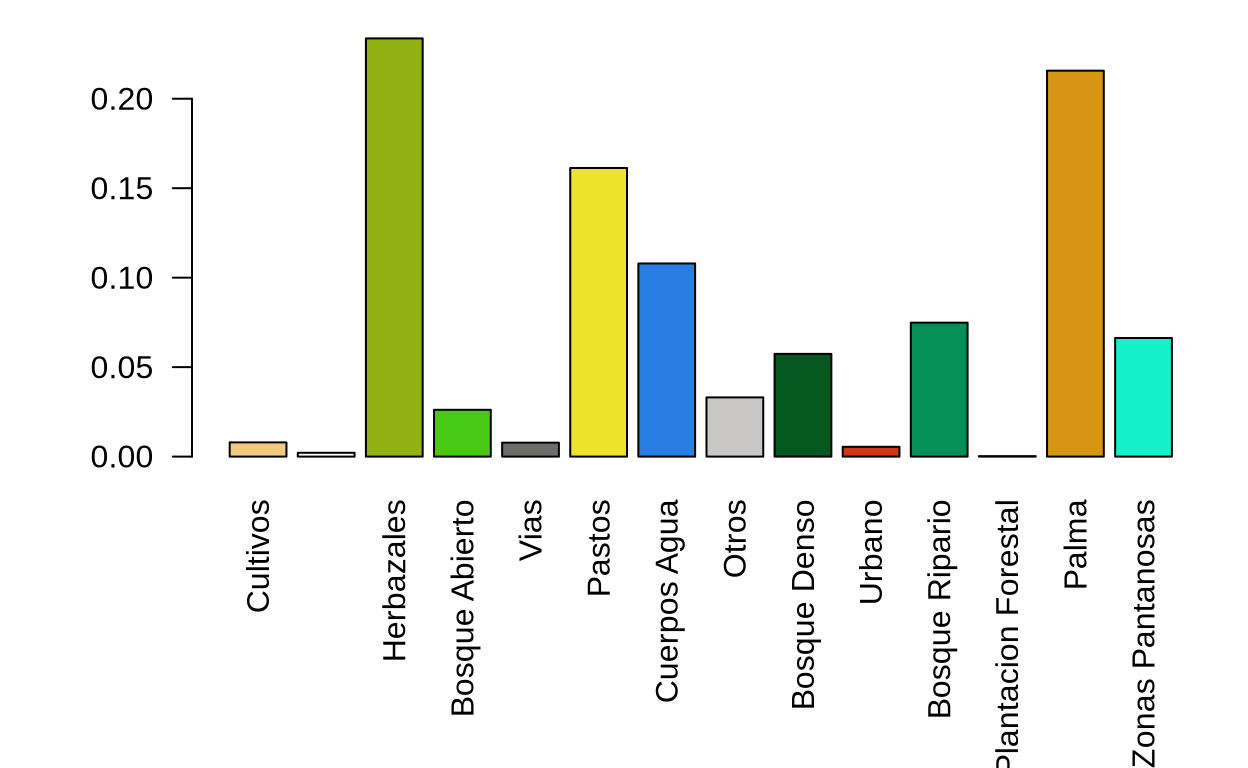 0.20
0.15
0.10
0.05
0.00
Cultivos
Herbazales
Bosque Abierto
Vias
Pastos
Cuerpos Agua
Otros
Bosque Denso
Urbano
Bosque Ripario
Plantacion Forestal
Palma
Zonas Pantanosas